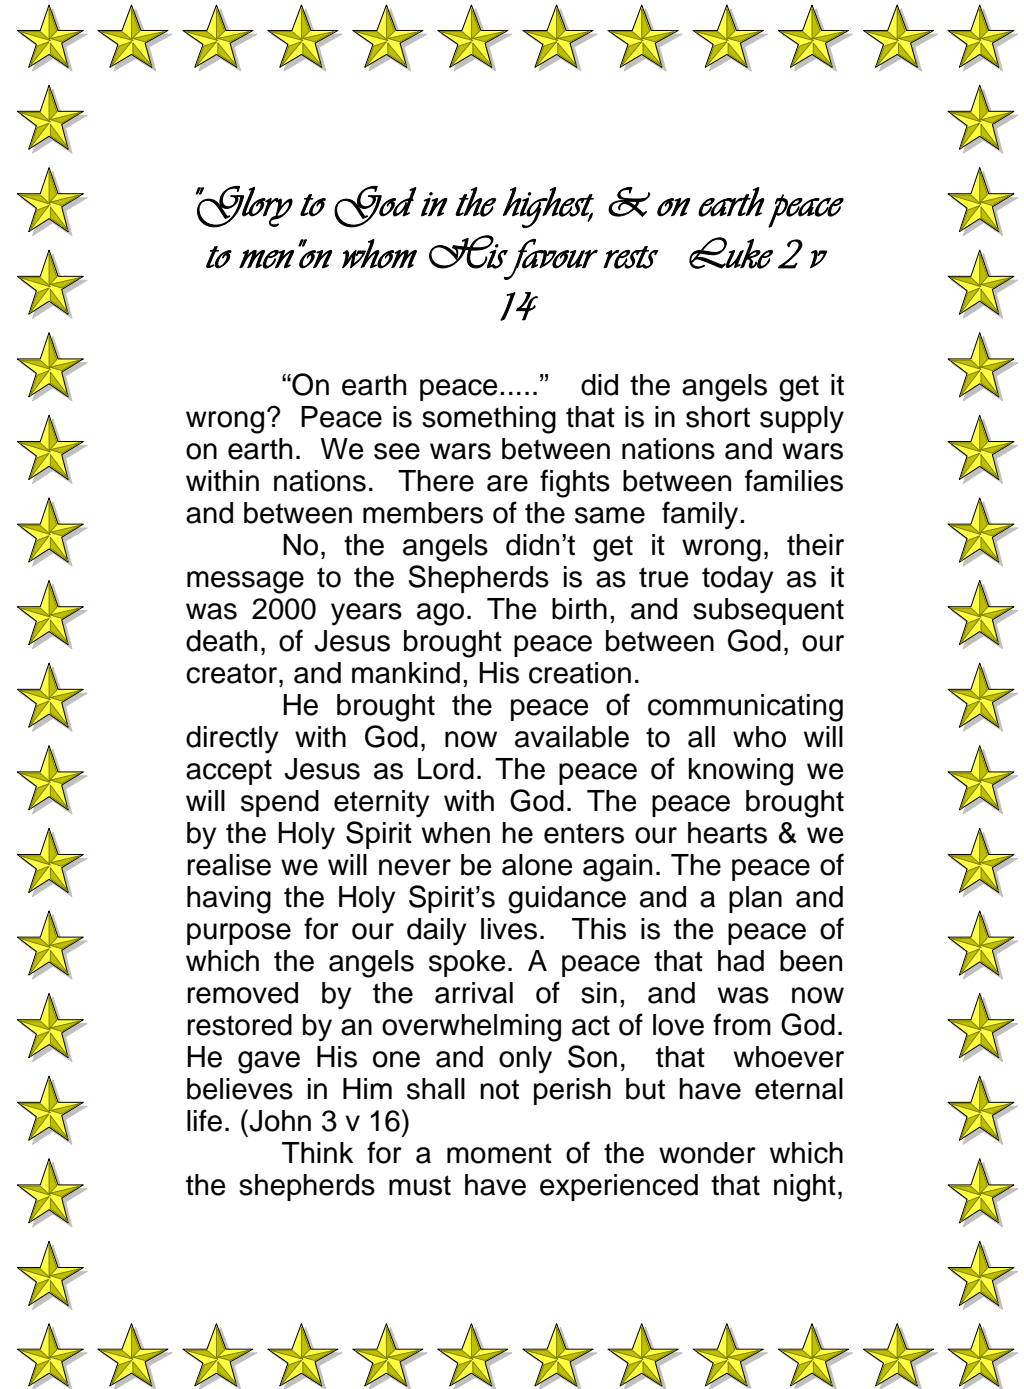 "Glory to God in the highest, & on earth peace
to men"on whom His favour rests Luke 2 v
14
“On earth peace.....” did the angels get it
wrong? Peace is something that is in short supply
on earth. We see wars between nations and wars
within nations. There are fights between families
and between members of the same family.
No, the angels didn’t get it wrong, their
message to the Shepherds is as true today as it
was 2000 years ago. The birth, and subsequent
death, of Jesus brought peace between God, our
creator, and mankind, His creation.
He brought the peace of communicating
directly with God, now available to all who will
accept Jesus as Lord. The peace of knowing we
will spend eternity with God. The peace brought
by the Holy Spirit when he enters our hearts & we
realise we will never be alone again. The peace of
having the Holy Spirit’s guidance and a plan and
purpose for our daily lives. This is the peace of
which the angels spoke. A peace that had been
removed by the arrival of sin, and was now
restored by an overwhelming act of love from God.
He gave His one and only Son, that whoever
believes in Him shall not perish but have eternal
life. (John 3 v 16)
Think for a moment of the wonder which
the shepherds must have experienced that night,